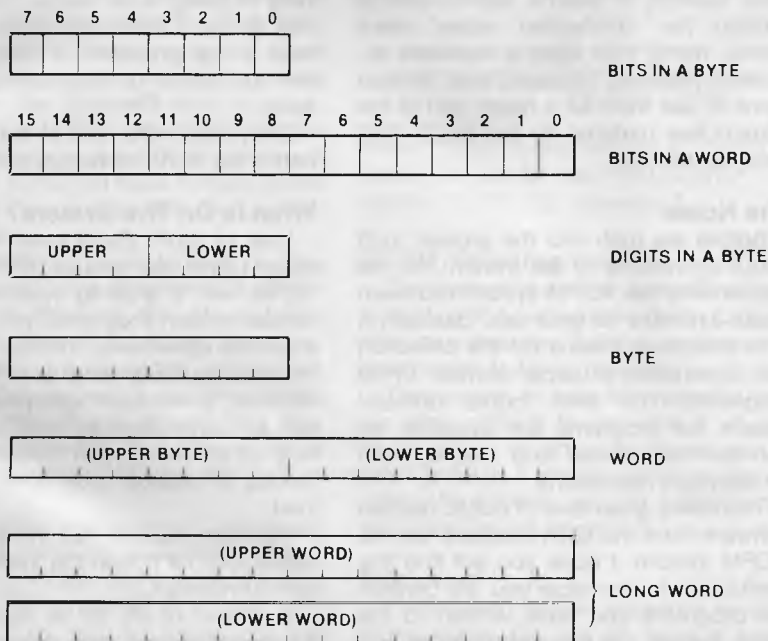 7 6 5 4 3 2 1 0
BITS IN A BYTE
15 14 13 12 11 10 9 8 7 6 5 4 3 2 1 0
BITS IN A WORD
UPPER LOWER
DIGITS IN A BYTE
BYTE
(UPPER BYTE) (LOWER BYTE)
WORD
(UPPER WORD)
LONG WORD
(LOWER WORD)